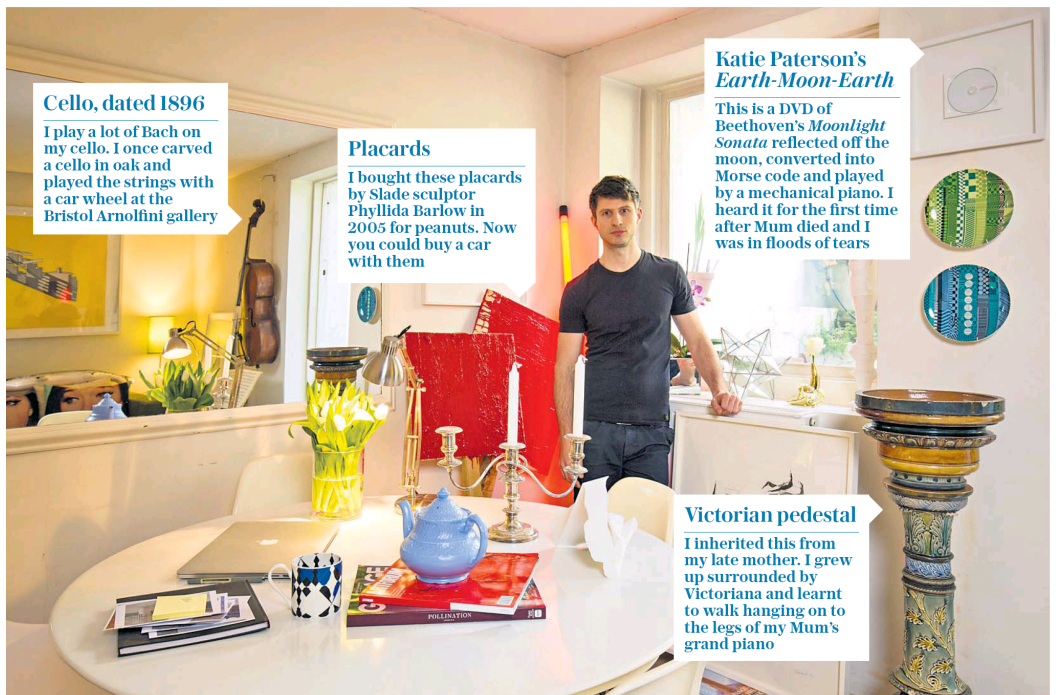 Cello, dated 1896
I play a lot of Bach on
my cello. I once carved
a cello in oak and
played the strings with
a car wheel at the
Bristol Arnolfini gallery
Placards
I bought these placards
by Slade sculptor
Phyllida Barlow in
2005 for peanuts. Now
you could buy a car
with them
Katie Paterson's
Earth-Moon-Earth
This is a DVD of
Beethoven's Moonlight
Sonata reflected off the
moon, converted into
Morse code and played
by a mechanical piano. I
heard it for the first time
after Mum died and I
was in floods of tears
Victorian pedestal
I inherited this from
my late mother. I grew
up surrounded by
Victoriana and learnt
to walk hanging on to
the legs of my Mum's
grand piano
POLLINATION